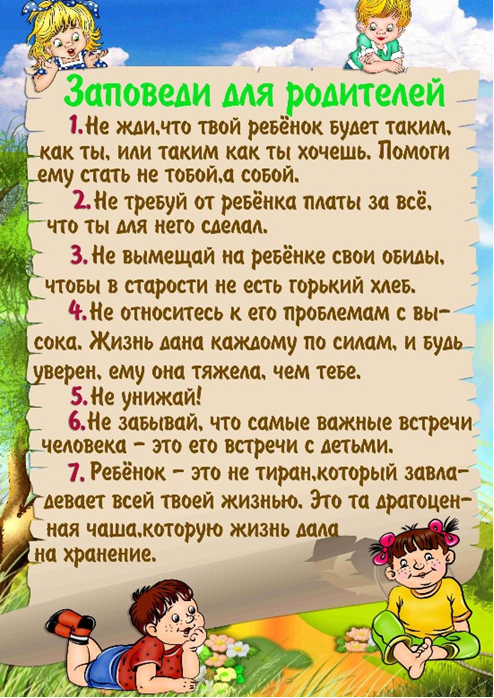 Заповеди для родителей
1.Не жди,что твой ребёнок будет таким,
как ты, или таким как ты хочешь. Помоги
ему стать не тобой,а собой.
2.Не требуй от ребёнка платы за всё,
что ты для него сделал.
3.Не вымещай на ребёнке свои обиды,
чтобы в старости не есть горький хлеб.
4.Не относитесь к его проблемам с вы-
сока. Жизнь дана каждому по силам, и будь
уверен, ему она тяжела, чем тебе.
5.Не унижай!
6.Не забывай, что самые важные встречи
человека - это его встречи с детьми.
7. Ребёнок - это не тиран,который завла-
девает всей твоей жизнью. Это та драгоцен-
ная чаша,которую жизнь дала
на хранение.